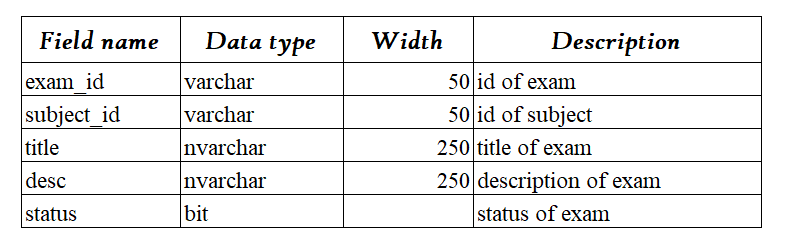 Field name Data type Width Description
exam_id varchar 50 id of exam
subject_id varchar 50 id of subject
title nvarchar 250 title of exam
desc nvarchar 250 description of exam
status bit status of exam